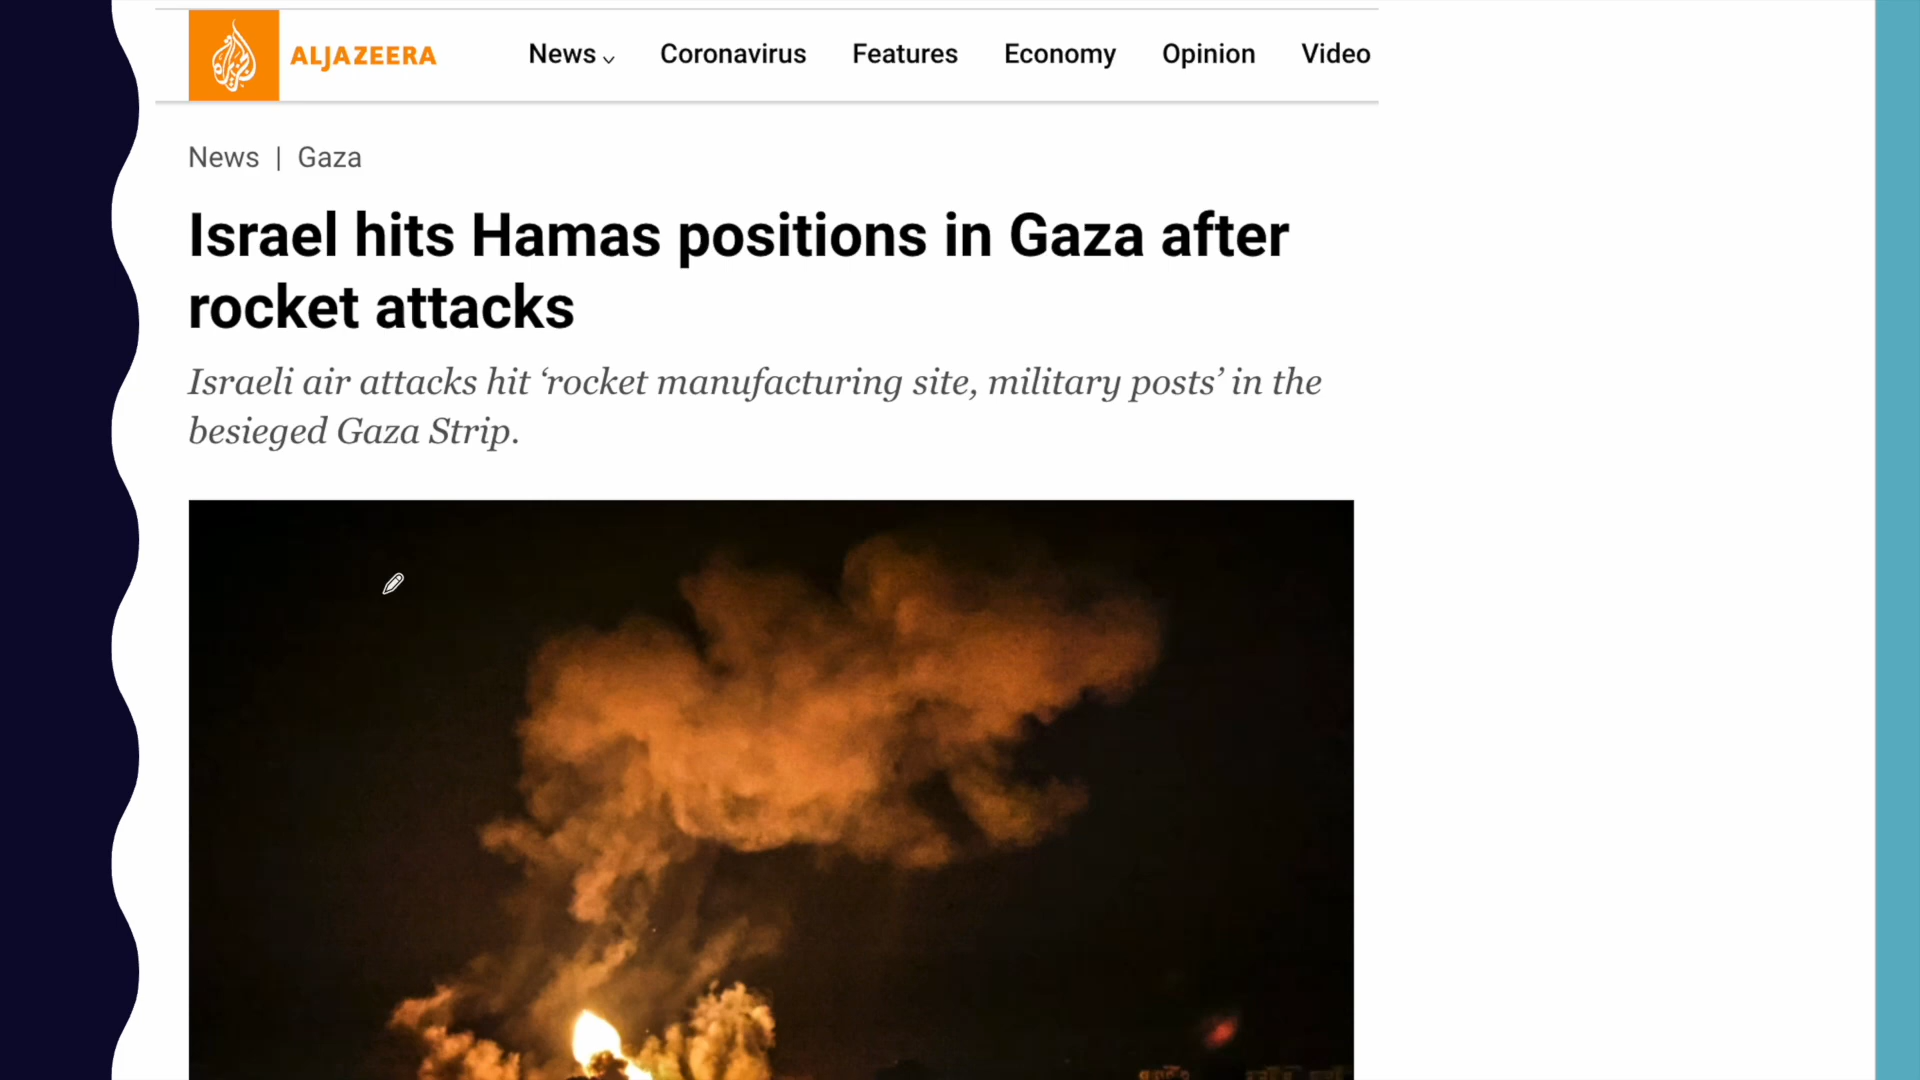 ALJAZEERA News Coronavirus Features Economy Opinion Video
News | Gaza
Israel hits Hamas positions in Gaza after
rocket attacks
Israeli air attacks hit ‘rocket manufacturing site, military posts’ in the
besieged Gaza Strip.